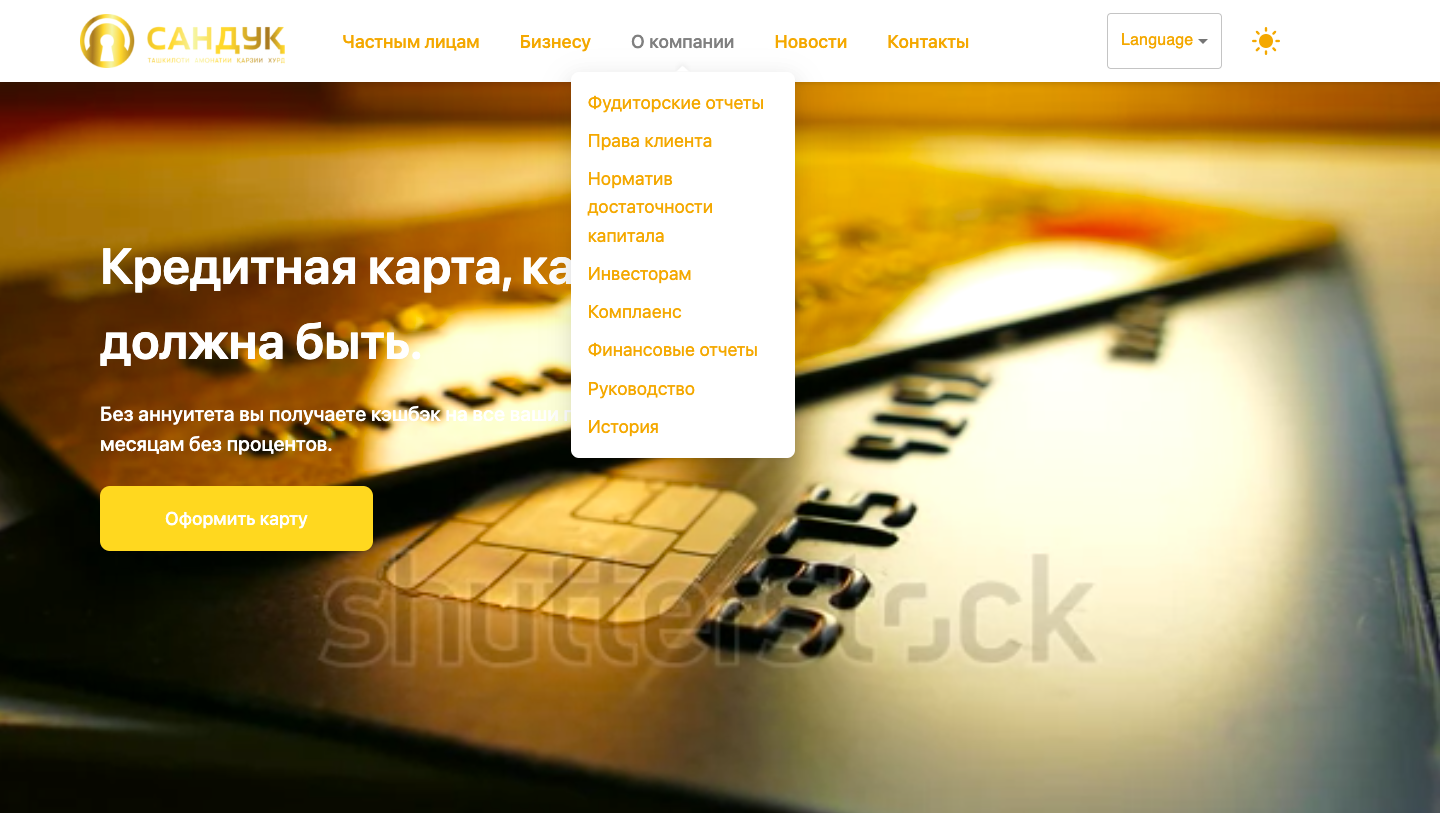 САНДУҚ
ТАШКИЛОТИ АМОНАТИИ ҚАРЗИИ ХУРД
Частным лицам
Бизнесу
О компании
Новости
Контакты
Language
Фудиторские отчеты
Права клиента
Норматив
достаточности
капитала
Инвесторам
Комплаенс
Финансовые отчеты
Руководство
История
Кредитная карта, ка
должна быть.
Без аннуитета вы получаете кэшбэк на все ваши
месяцам без процентов.
Оформить карту
5375
shutterstock